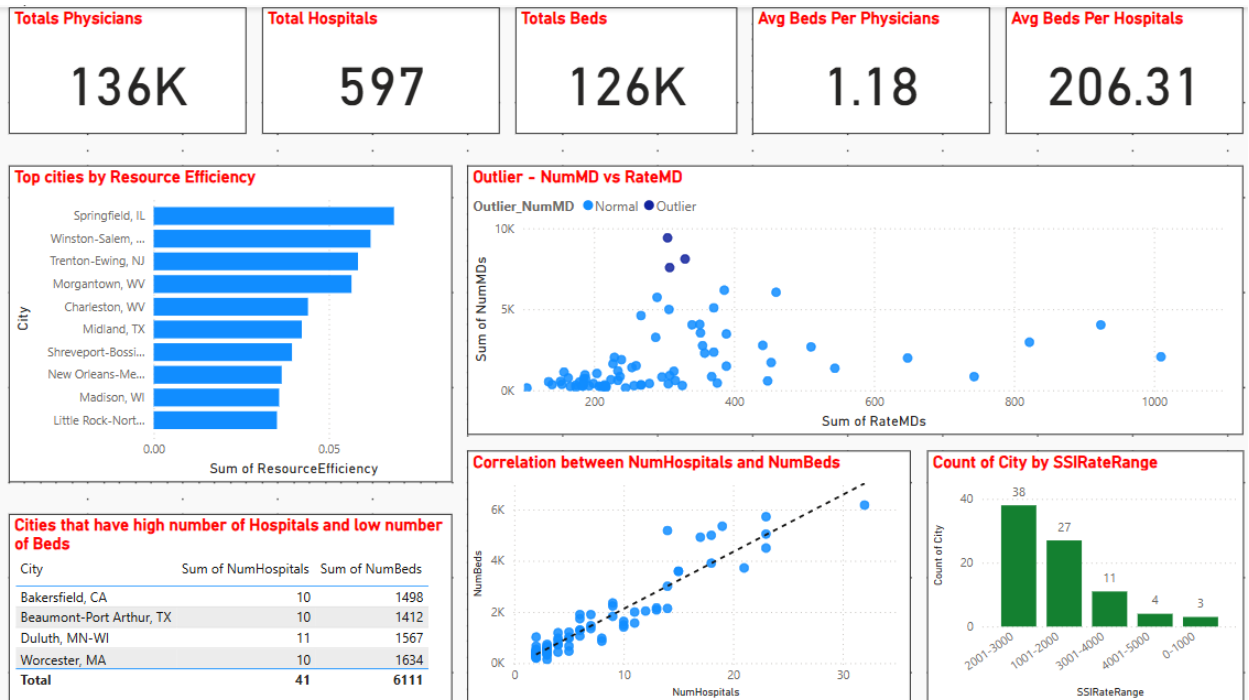 Totals Physicians
136K
Total Hospitals
597
Totals Beds
126K
Avg Beds Per Physicians
1.18
Avg Beds Per Hospitals
206.31
Top cities by Resource Efficiency
City
Springfield, IL
Winston-Salem, ...
Trenton-Ewing, NJ
Morgantown, WV
Charleston, WV
Midland, TX
Shreveport-Bossi...
New Orleans-Me...
Madison, WI
Little Rock-Nort...
0.00 0.05
Sum of ResourceEfficiency
Outlier - NumMD vs RateMD
Outlier_NumMD Normal Outlier
Sum of NumMDs
10K
5K
0K
200 400 600 800 1000
Sum of RateMDs
Cities that have high number of Hospitals and low number
of Beds
City Sum of NumHospitals Sum of NumBeds
Bakersfield, CA 10 1498
Beaumont-Port Arthur, TX 10 1412
Duluth, MN-WI 11 1567
Worcester, MA 10 1634
Total 41 6111
Correlation between NumHospitals and NumBeds
NumBeds
6K
4K
2K
0K
0 10 20 30
NumHospitals
Count of City by SSIRateRange
Count of City
40
20
0
38
27
11
4
3
2001-3000 1001-2000 3001-4000 4001-5000 0-1000
SSIRateRange